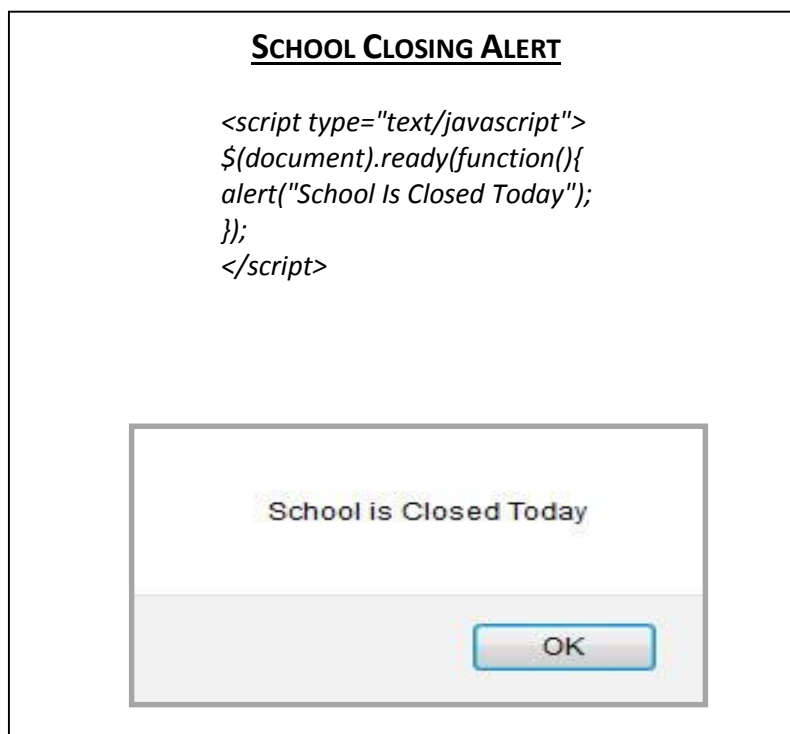 SCHOOL CLOSING ALERT
<script type="text/javascript">
$(document).ready(function(){
alert("School Is Closed Today");
});
</script>
School is Closed Today
OK